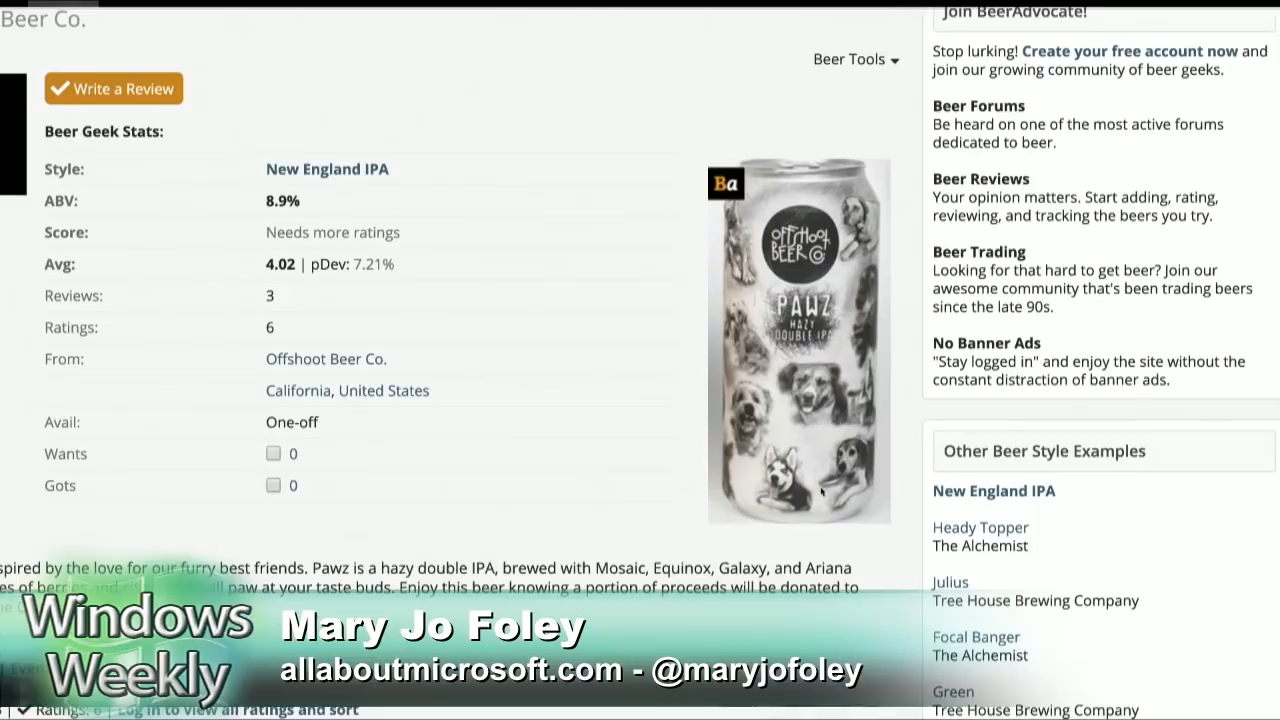 Beer Co.
Beer Tools
Write a Review
Beer Geek Stats:
Style: New England IPA
ABV: 8.9%
Score: Needs more ratings
Avg: 4.02 | pDev: 7.21%
Reviews: 3
Ratings: 6
From: Offshoot Beer Co.
California, United States
Avail: One-off
Wants 0
Gots 0
Ba
OFFSHOOT
BEER CO
PAWZ
HAZY
DOUBLE IPA
spired by the love for our furry best friends. Pawz is a hazy double IPA, brewed with Mosaic, Equinox, Galaxy, and Ariana
paw at your taste buds. Enjoy this beer knowing a portion of proceeds will be donated to
Ratings: 6 | Log in to view all ratings and sort
Join BeerAdvocate!
Stop lurking! Create your free account now and
join our growing community of beer geeks.
Beer Forums
Be heard on one of the most active forums
dedicated to beer.
Beer Reviews
Your opinion matters. Start adding, rating,
reviewing, and tracking the beers you try.
Beer Trading
Looking for that hard to get beer? Join our
awesome community that's been trading beers
since the late 90s.
No Banner Ads
"Stay logged in" and enjoy the site without the
constant distraction of banner ads.
Other Beer Style Examples
New England IPA
Heady Topper
The Alchemist
Julius
Tree House Brewing Company
Focal Banger
The Alchemist
Green
Tree House Brewing Company
Windows
Weekly
Mary Jo Foley
allaboutmicrosoft.com - @maryjofoley